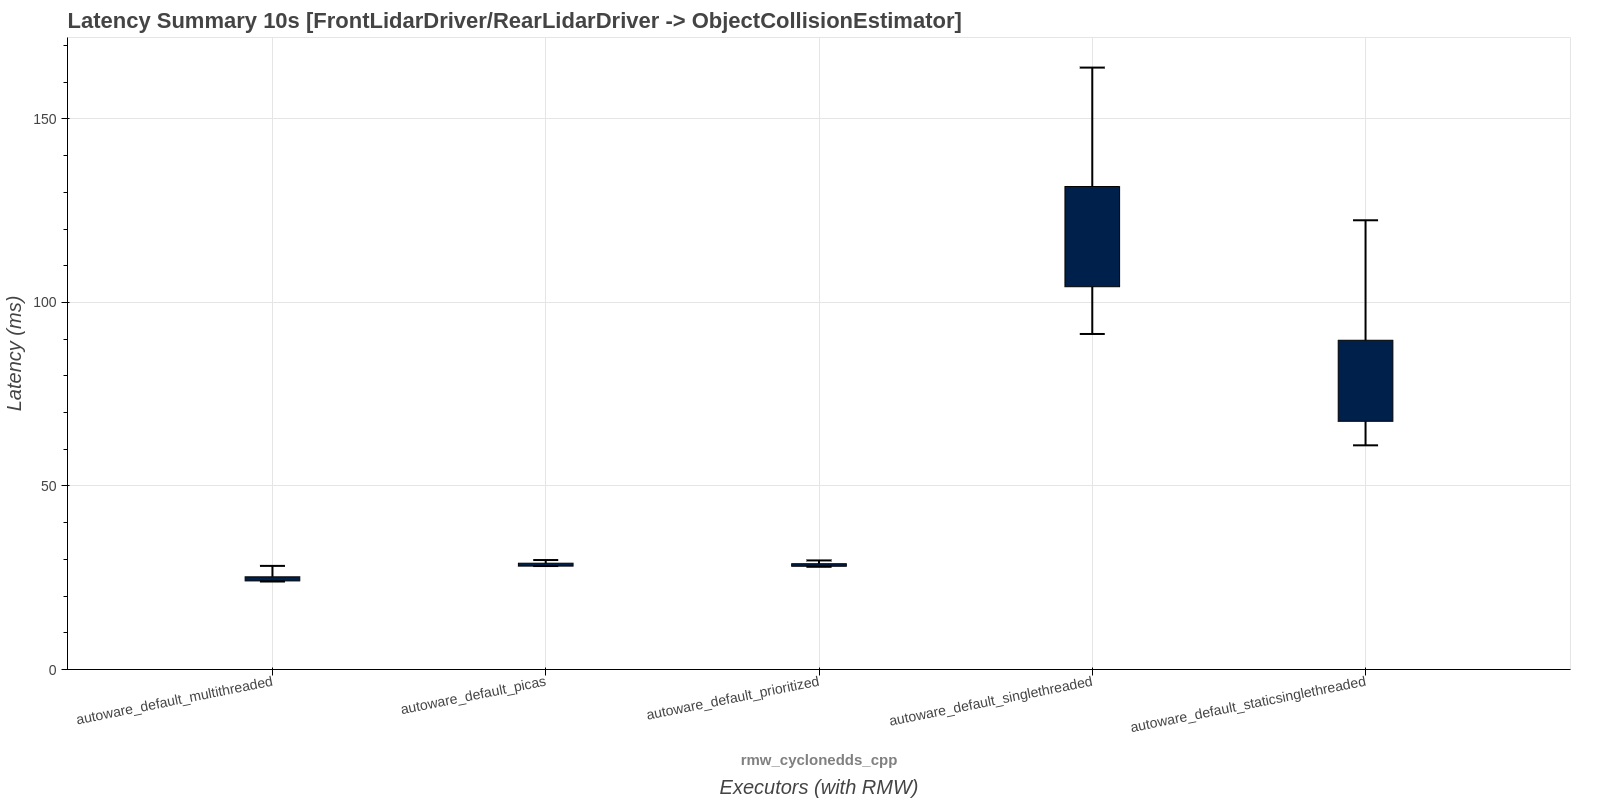 Latency Summary 10s [FrontLidarDriver/RearLidarDriver -> ObjectCollisionEstimator]
Latency (ms)
150
100
50
0
autoware_default_multithreaded
autoware_default_picas
autoware_default_prioritized
autoware_default_singlethreaded
autoware_default_staticsinglethreaded
rmw_cyclonedds_cpp
Executors (with RMW)